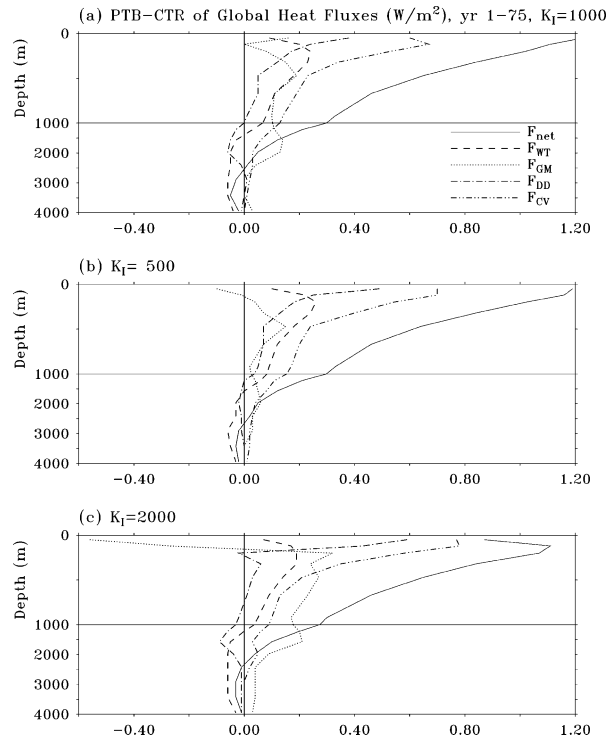 (a) PTB-CTR of Global Heat Fluxes (W/m²), yr 1-75, K_I=1000
0
1000
2000
3000
4000
Depth (m)
F_net
F_WT
F_GM
F_DD
F_CV
-0.40 0.00 0.40 0.80 1.20
(b) K_I= 500
0
1000
2000
3000
4000
Depth (m)
-0.40 0.00 0.40 0.80 1.20
(c) K_I=2000
0
1000
2000
3000
4000
Depth (m)
-0.40 0.00 0.40 0.80 1.20